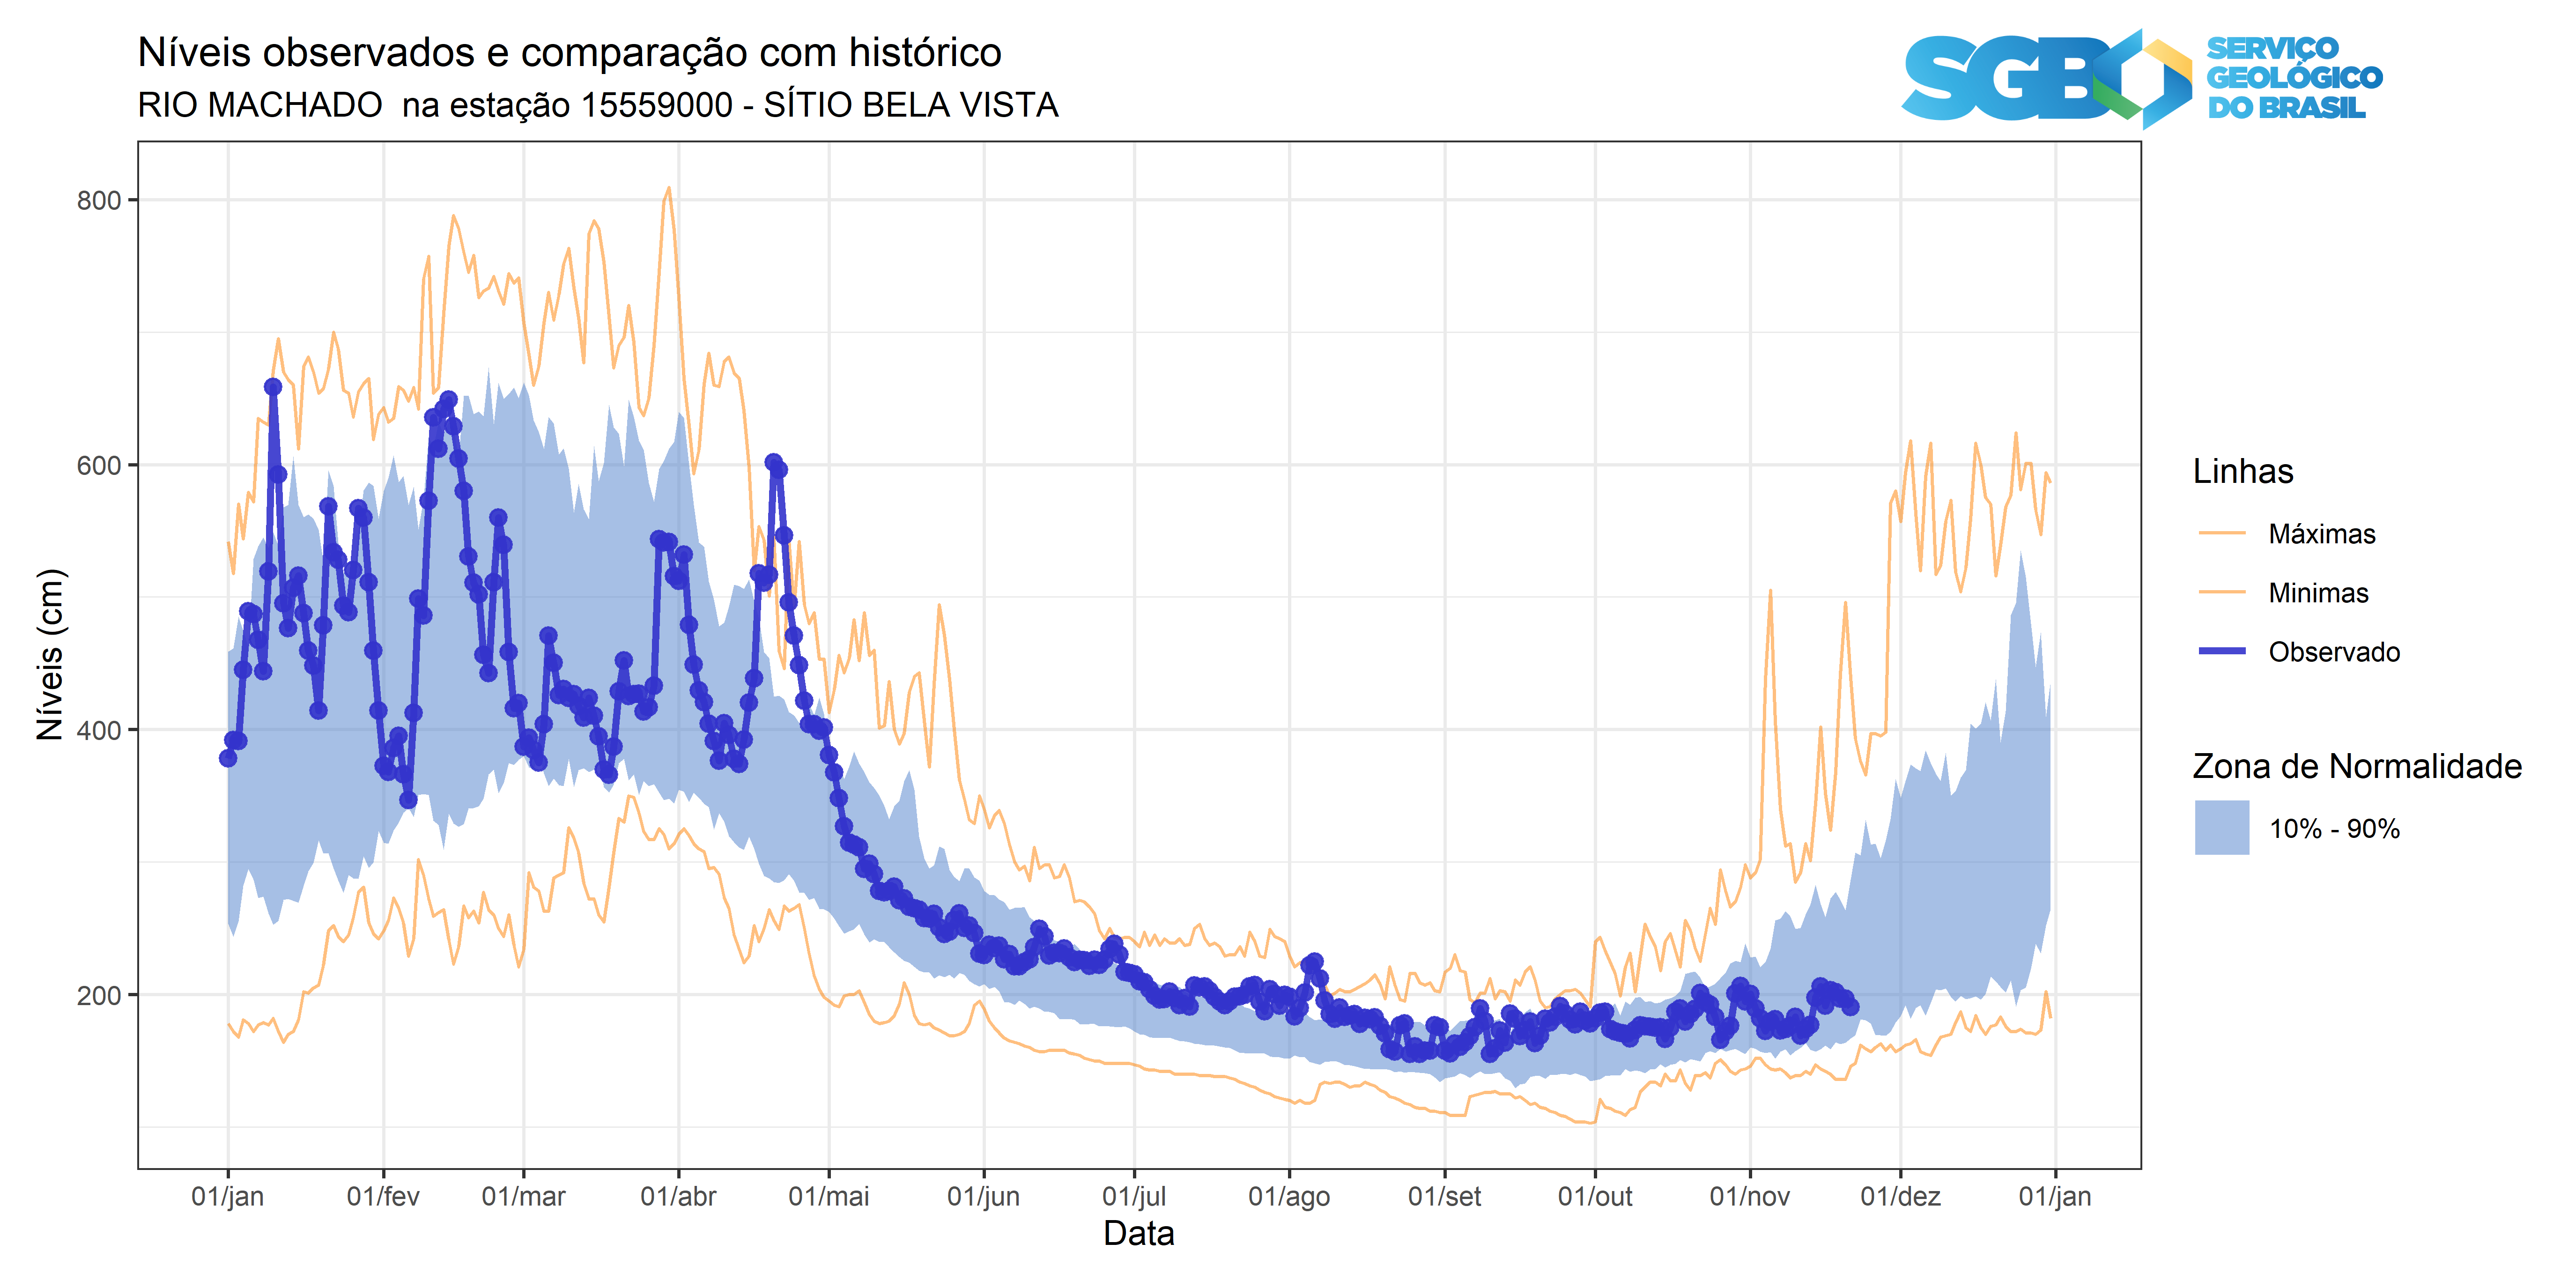 Níveis observados e comparação com histórico
RIO MACHADO  na estação 15559000 - SÍTIO BELA VISTA
SGB
SERVIÇO
GEOLÓGICO
DO BRASIL
800
600
400
200
Níveis (cm)
01/jan
01/fev
01/mar
01/abr
01/mai
01/jun
01/jul
01/ago
01/set
01/out
01/nov
01/dez
01/jan
Data
Linhas
Máximas
Minimas
Observado
Zona de Normalidade
10% - 90%